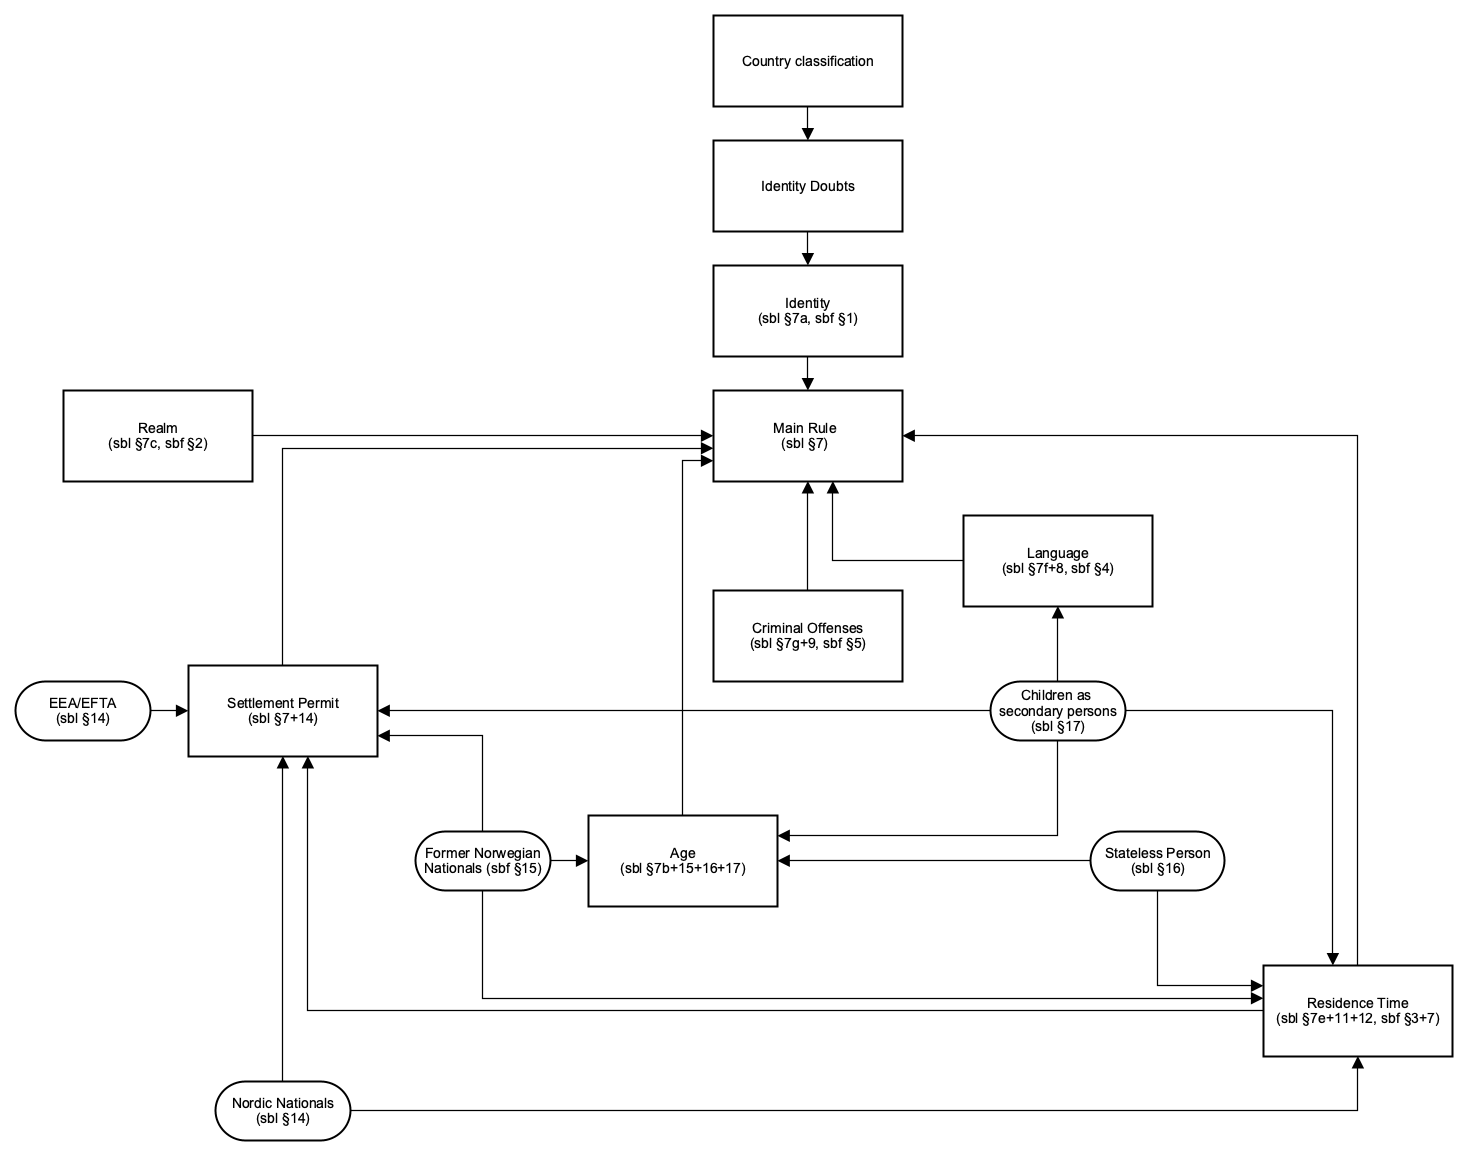 Country classification
Identity Doubts
Identity
(sbl §7a, sbf §1)
Realm
(sbl §7c, sbf §2)
Main Rule
(sbl §7)
Language
(sbl §7f+8, sbf §4)
Criminal Offenses
(sbl §7g+9, sbf §5)
EEA/EFTA
(sbl §14)
Settlement Permit
(sbl §7+14)
Children as
secondary persons
(sbl §17)
Former Norwegian
Nationals (sbf §15)
Age
(sbl §7b+15+16+17)
Stateless Person
(sbl §16)
Residence Time
(sbl §7e+11+12, sbf §3+7)
Nordic Nationals
(sbl §14)